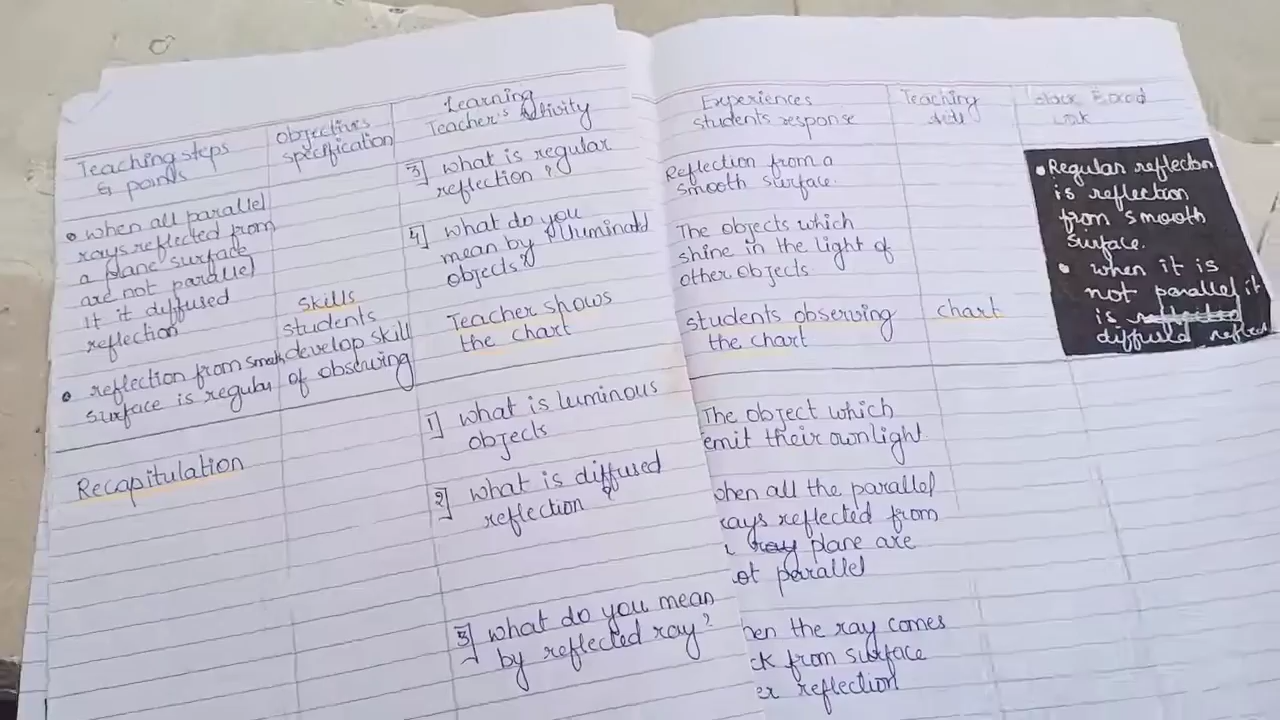 Teaching steps
& points
Objectives
specification
Learning
Teacher's Activity
Experiences
students response
Teaching
Black Board
• when all parallel
rays reflected from
a plane surface
are not parallel
it it diffused
reflection
• reflection from smooth
surface is regular
skills
students
develop skill
of observing
3] what is regular
reflection ?
4] what do you
mean by illuminated
objects?
Teacher shows
the chart
Reflection from a
smooth surface.
The objects which
shine in the light of
other objects
students observing
the chart
chart
• Regular reflection
is reflection
from smooth
surface.
• when it is
not parallel it
is reflected
diffused reflec
Recapitulation
1] what is luminous
objects
2] what is diffused
reflection ?
3] what do you mean
by reflected ray?
The object which
emit their own light
when all the parallel
rays reflected from
ray plane are
not parallel
hen the ray comes
ck from surface
er reflection